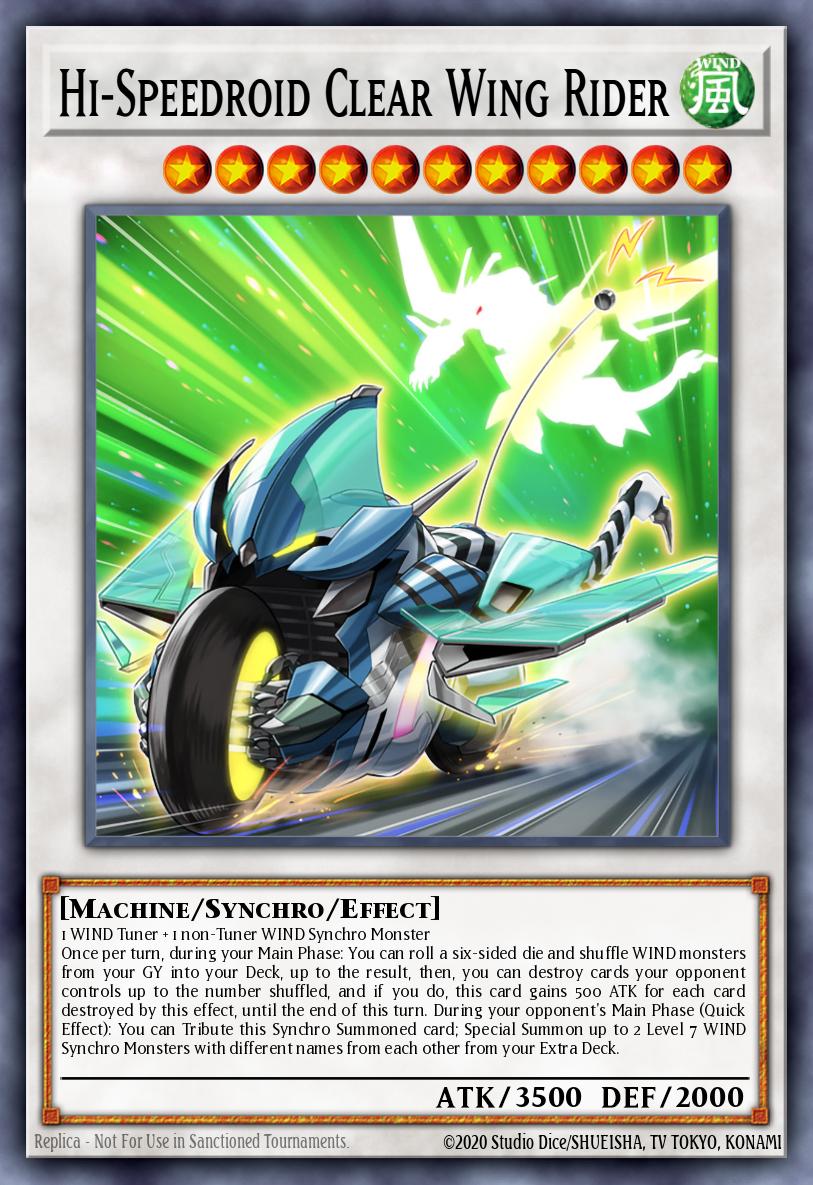 Hi-Speedroid Clear Wing Rider
WIND
風
[Machine/Synchro/Effect]
1 WIND Tuner + 1 non-Tuner WIND Synchro Monster
Once per turn, during your Main Phase: You can roll a six-sided die and shuffle WIND monsters
from your GY into your Deck, up to the result, then, you can destroy cards your opponent
controls up to the number shuffled, and if you do, this card gains 500 ATK for each card
destroyed by this effect, until the end of this turn. During your opponent's Main Phase (Quick
Effect): You can Tribute this Synchro Summoned card; Special Summon up to 2 Level 7 WIND
Synchro Monsters with different names from each other from your Extra Deck.
ATK/3500 DEF/2000
Replica - Not For Use in Sanctioned Tournaments.
©2020 Studio Dice/SHUEISHA, TV TOKYO, KONAMI